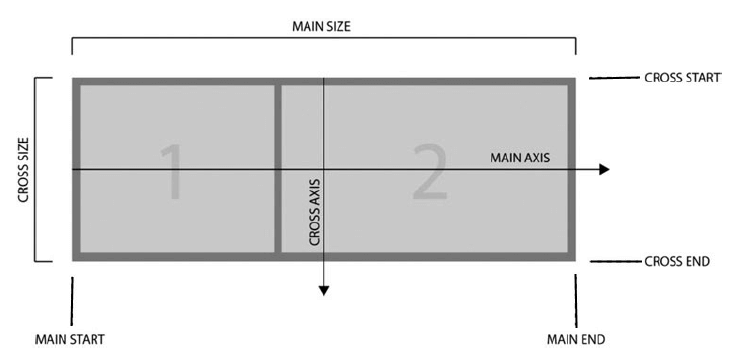 MAIN SIZE
CROSS START
CROSS SIZE
1
2
MAIN AXIS
CROSS AXIS
CROSS END
MAIN START
MAIN END